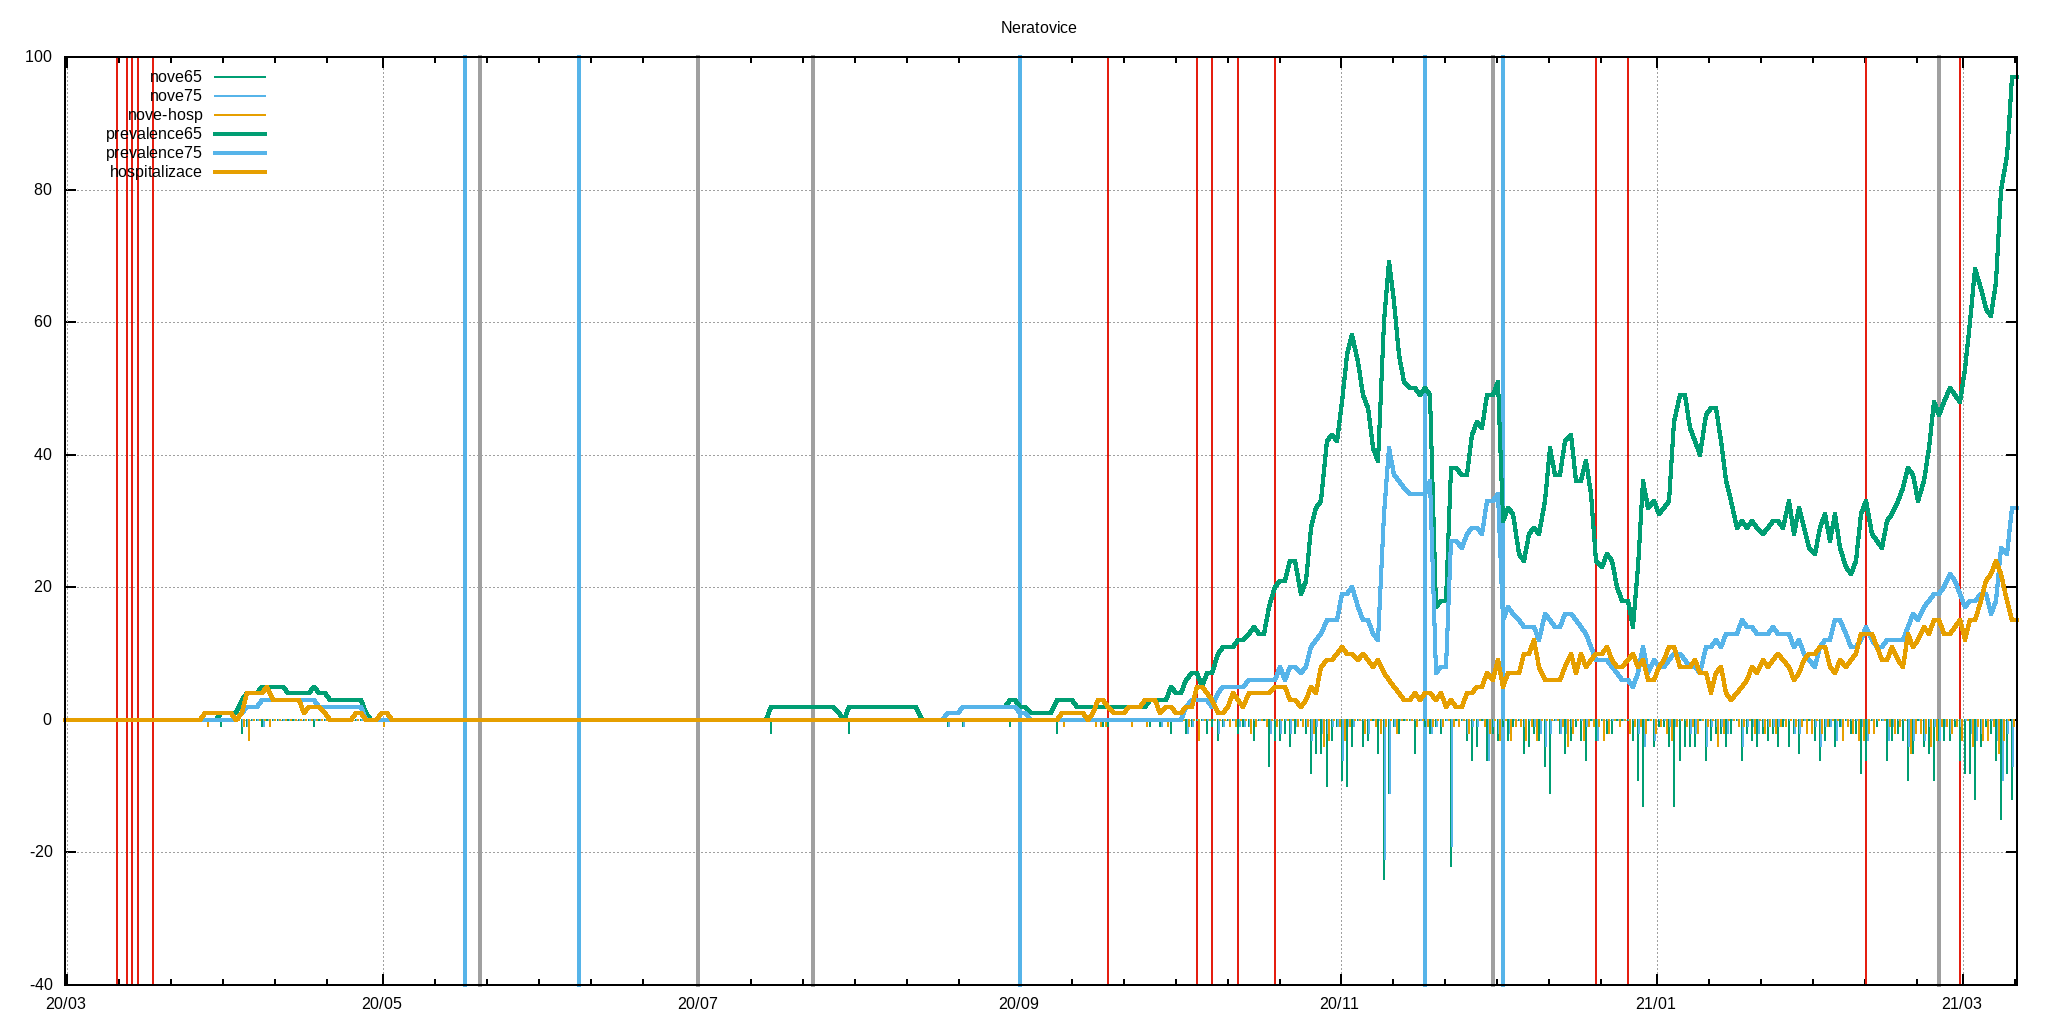 Neratovice
100
nove65
nove75
nove-hosp
prevalence65
prevalence75
hospitalizace
80
60
40
20
0
-20
-40
20/03 20/05 20/07 20/09 20/11 21/01 21/03